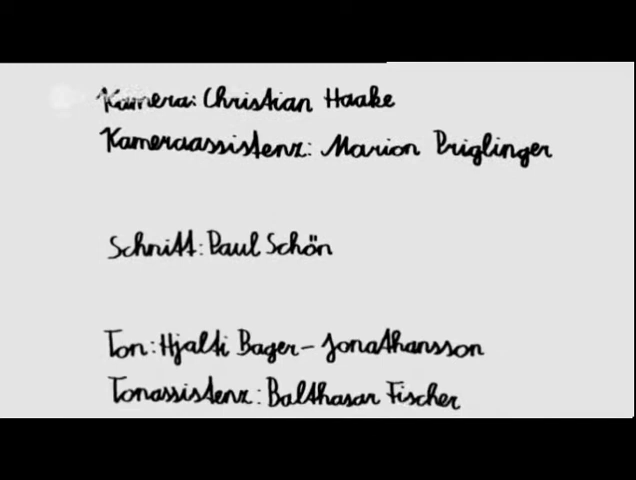 Kamera: Christian Haake
Kameraassistenz: Marion Priglinger
Schnitt: Paul Schön
Ton: Hjalti Bager-Jonathansson
Tonassistenz: Balthasar Fischer